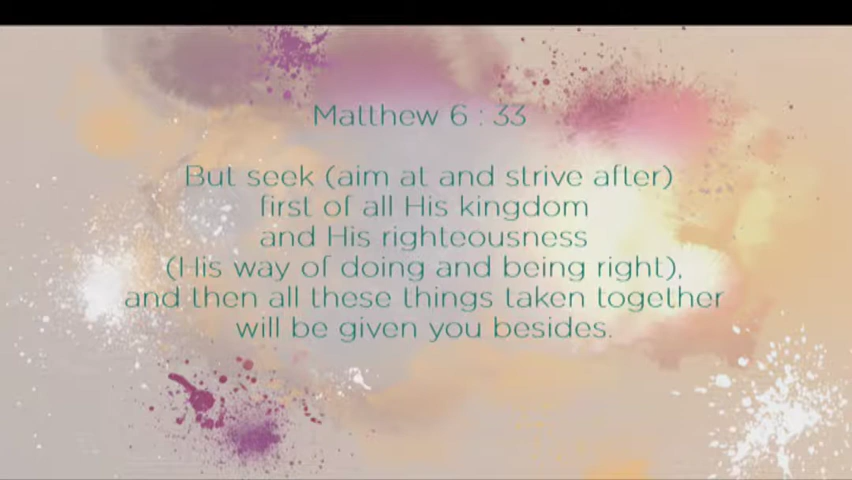 Matthew 6 : 33
But seek (aim at and strive after)
first of all His kingdom
and His righteousness
(His way of doing and being right),
and then all these things taken together
will be given you besides.